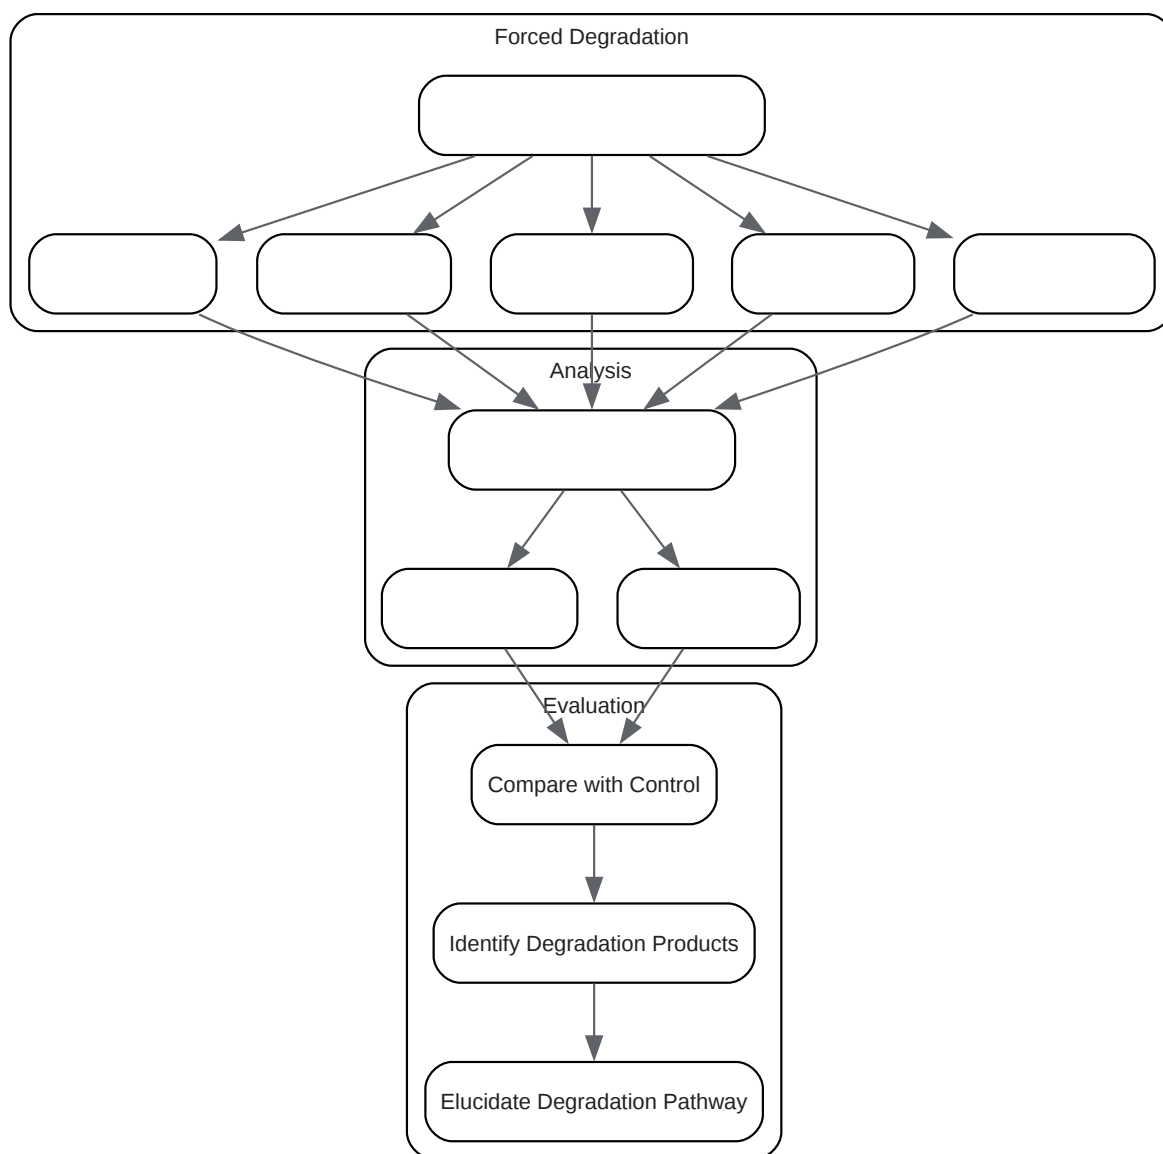 Forced Degradation
Analysis
Evaluation
Compare with Control
Identify Degradation Products
Elucidate Degradation Pathway